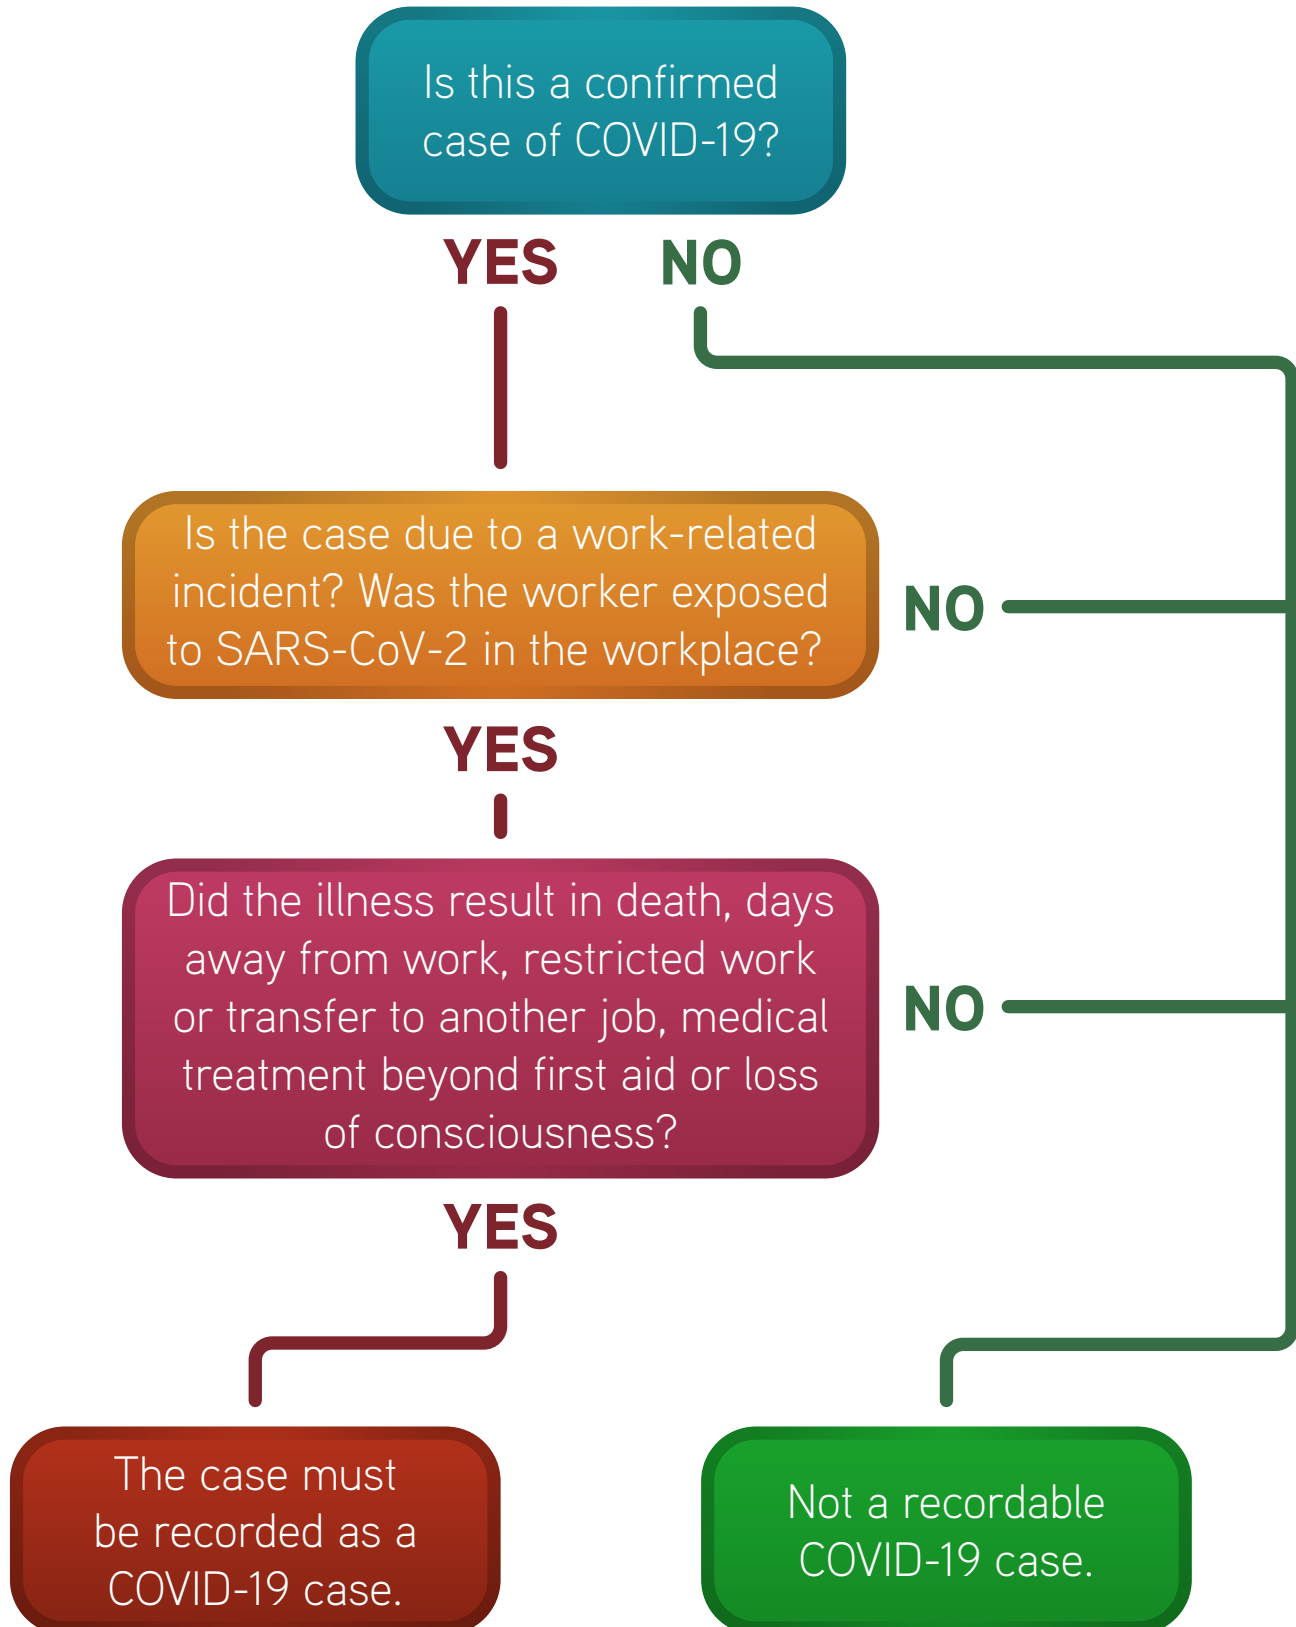 Is this a confirmed
case of COVID-19?
YES
NO
Is the case due to a work-related
incident? Was the worker exposed
to SARS-CoV-2 in the workplace?
NO
YES
Did the illness result in death, days
away from work, restricted work
or transfer to another job, medical
treatment beyond first aid or loss
of consciousness?
NO
YES
The case must
be recorded as a
COVID-19 case.
Not a recordable
COVID-19 case.